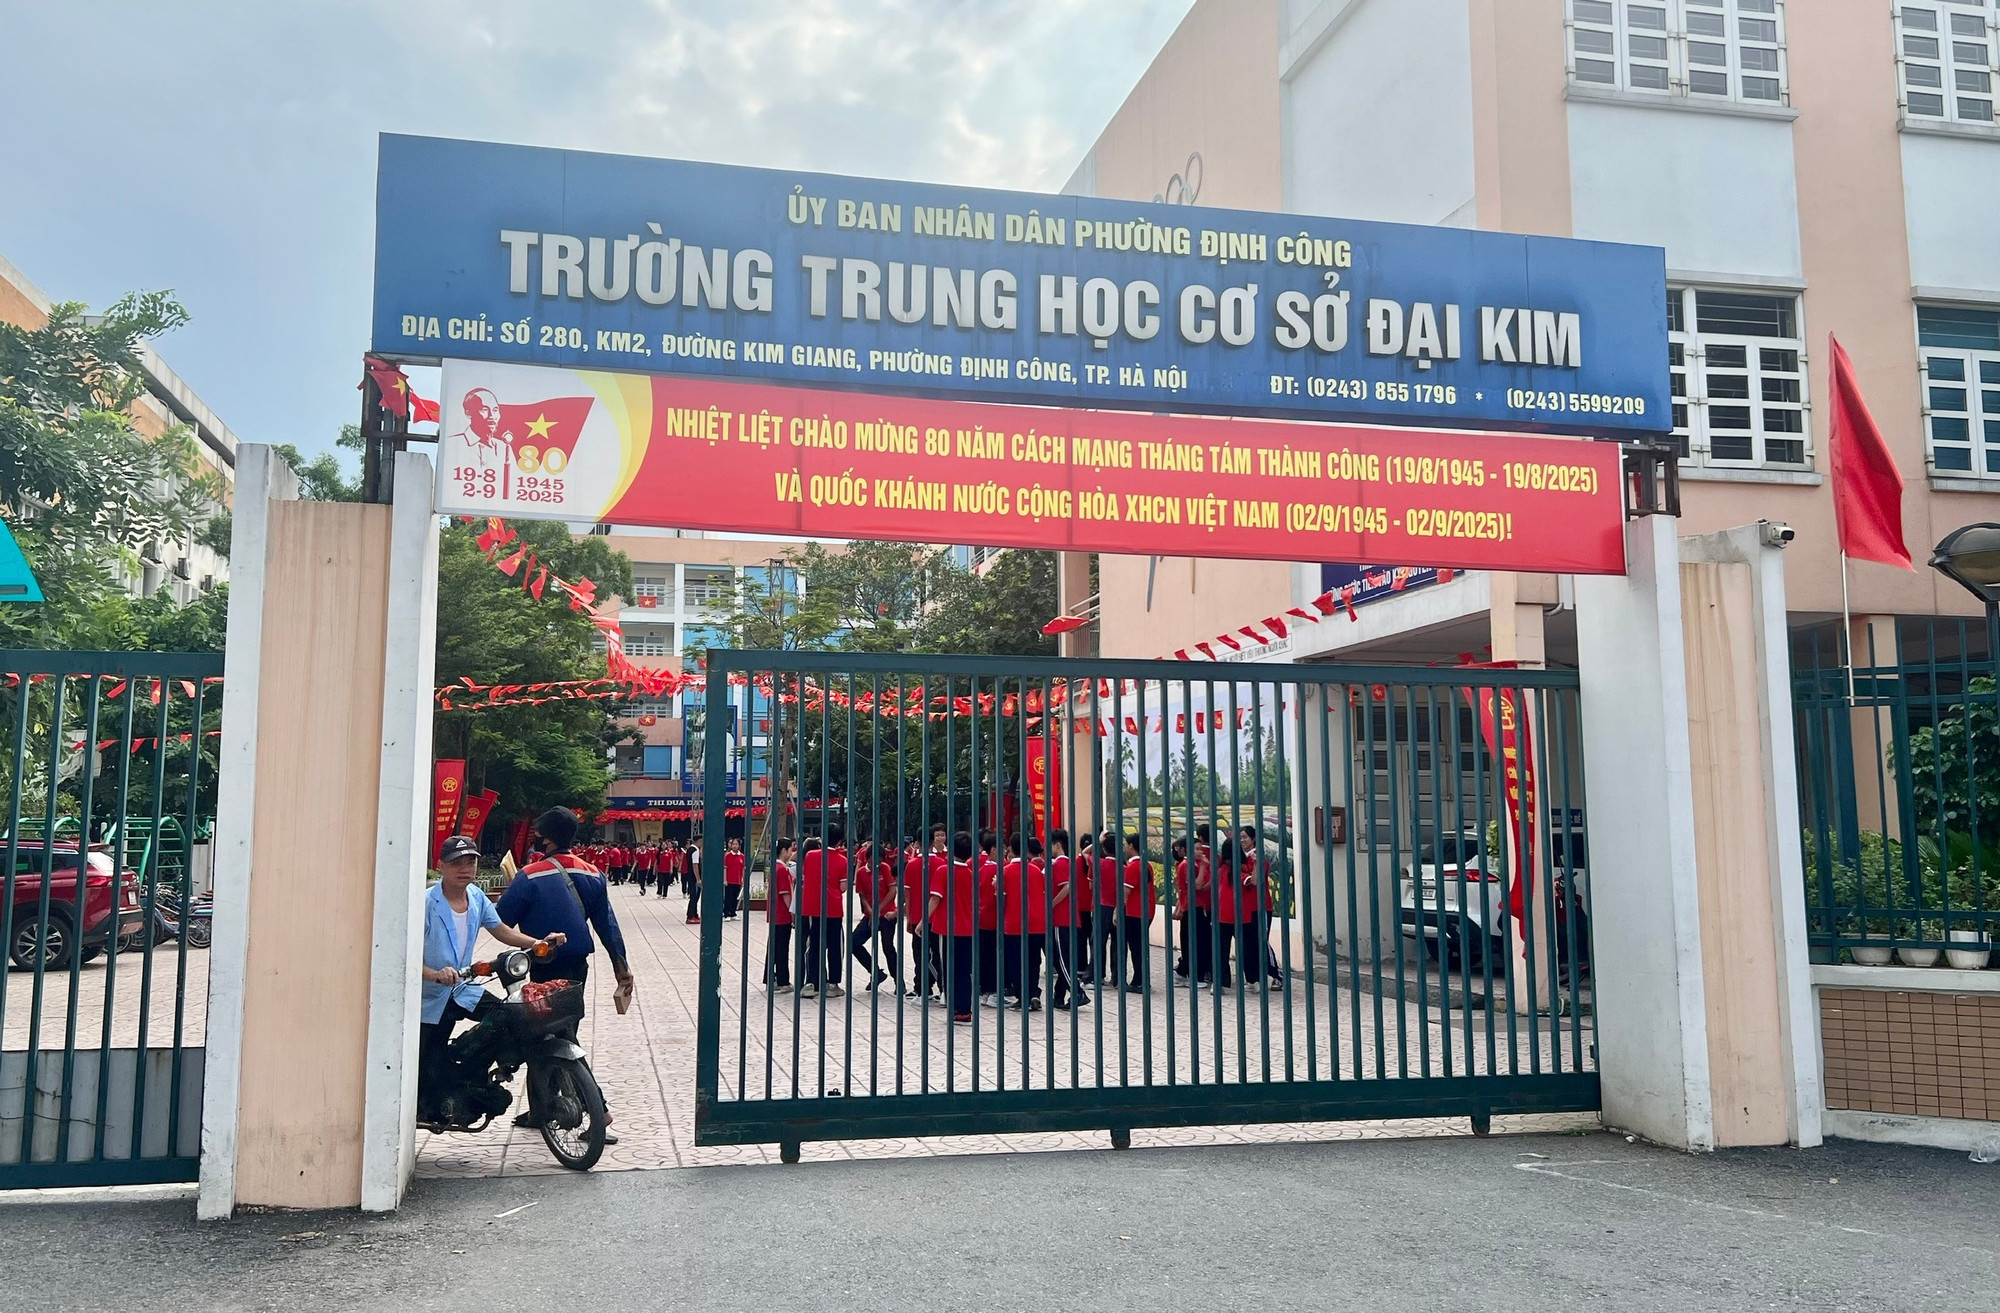 ỦY BAN NHÂN DÂN PHƯỜNG ĐỊNH CÔNG
TRƯỜNG TRUNG HỌC CƠ SỞ ĐẠI KIM
ĐỊA CHỈ: SỐ 280, KM2, ĐƯỜNG KIM GIANG, PHƯỜNG ĐỊNH CÔNG, TP. HÀ NỘI ĐT: (0243) 855 1796 * (0243) 5599209
NHIỆT LIỆT CHÀO MỪNG 80 NĂM CÁCH MẠNG THÁNG TÁM THÀNH CÔNG (19/8/1945 - 19/8/2025)
VÀ QUỐC KHÁNH NƯỚC CỘNG HÒA XHCN VIỆT NAM (02/9/1945 - 02/9/2025)!
80
19-8 1945
2-9 2025
THI ĐUA DẠY